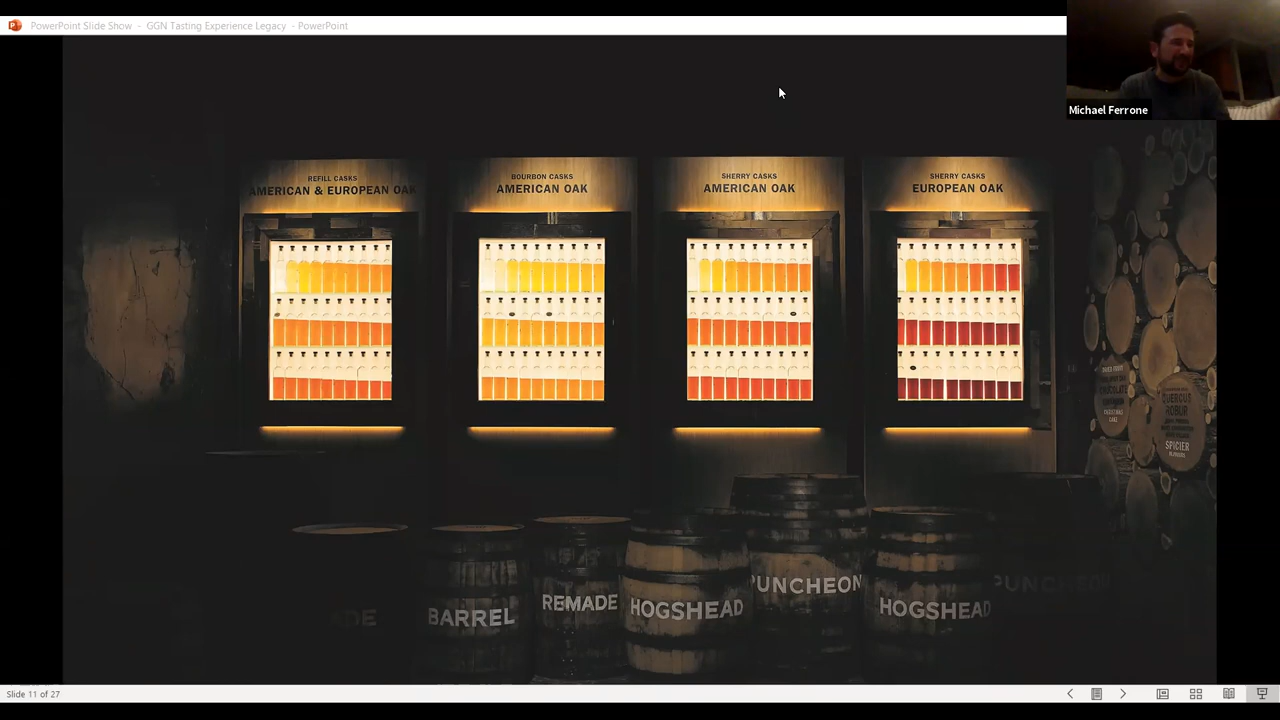 PowerPoint Slide Show - GGN Tasting Experience Legacy - PowerPoint
Michael Ferrone
REFILL CASKS
AMERICAN & EUROPEAN OAK
BOURBON CASKS
AMERICAN OAK
SHERRY CASKS
AMERICAN OAK
SHERRY CASKS
EUROPEAN OAK
QUERCUS
ROBUR
SPICIER
ADE
BARREL
REMADE
HOGSHEAD
PUNCHEON
HOGSHEAD
PUNCHEON
Slide 11 of 27